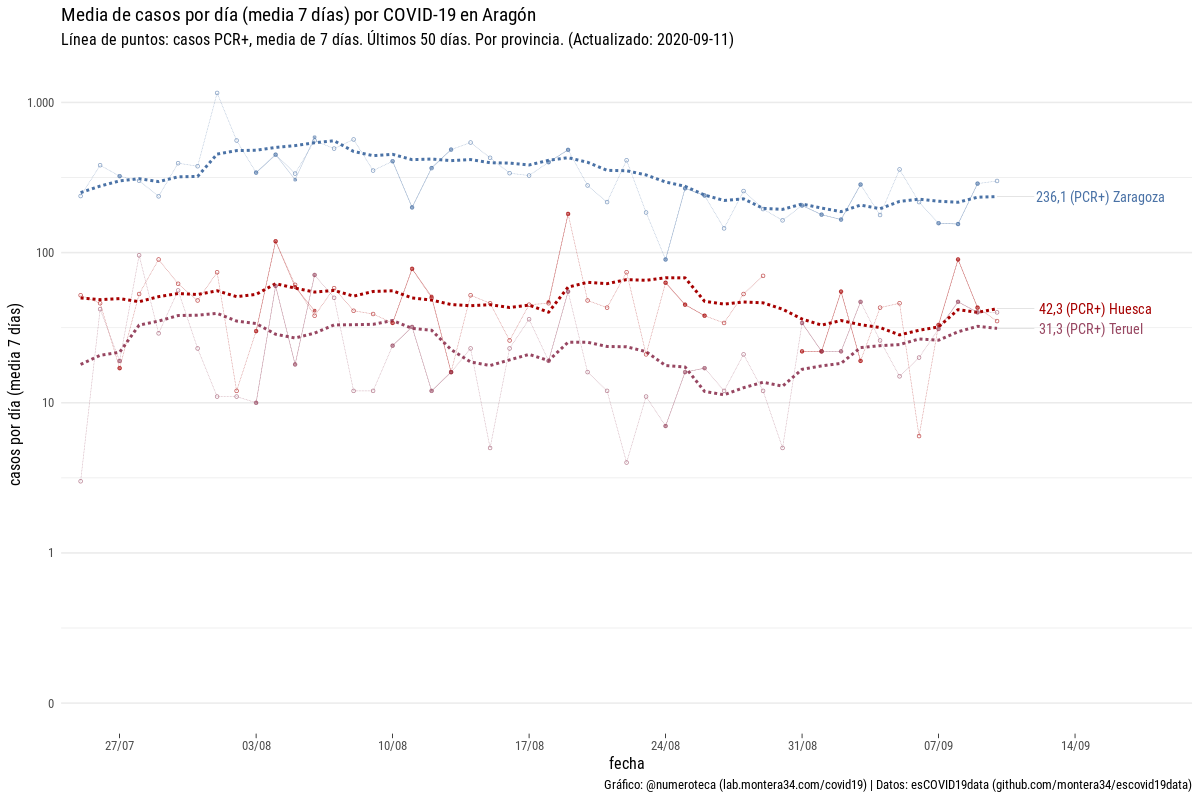 Media de casos por día (media 7 días) por COVID-19 en Aragón
Línea de puntos: casos PCR+, media de 7 días. Últimos 50 días. Por provincia. (Actualizado: 2020-09-11)
casos por día (media 7 días)
1.000
100
10
1
0
236,1 (PCR+) Zaragoza
42,3 (PCR+) Huesca
31,3 (PCR+) Teruel
27/07 03/08 10/08 17/08 24/08 31/08 07/09 14/09
fecha
Gráfico: @numeroteca (lab.montera34.com/covid19) | Datos: esCOVID19data (github.com/montera34/escovid19data)